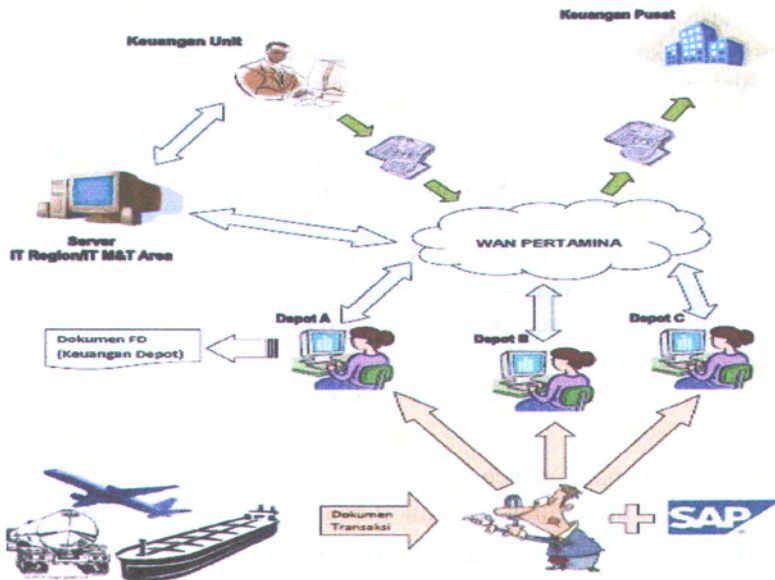 Keuangan Pusat
Keuangan Unit
Server
IT Region/IT M&T Area
WAN PERTAMINA
Depot A
Depot B
Depot C
Dokumen FD
(Keuangan Depot)
Dokumen
Transaksi
SAP